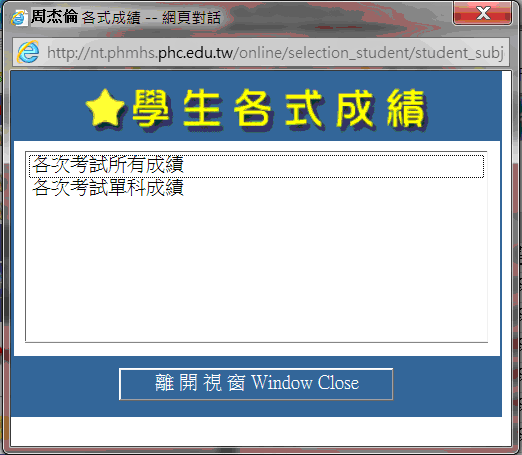 周杰倫 各式成績 -- 網頁對話
http://nt.phmhs.phc.edu.tw/online/selection_student/student_subj
學生各式成績
各次考試所有成績
各次考試單科成績
離 開 視 窗 Window Close